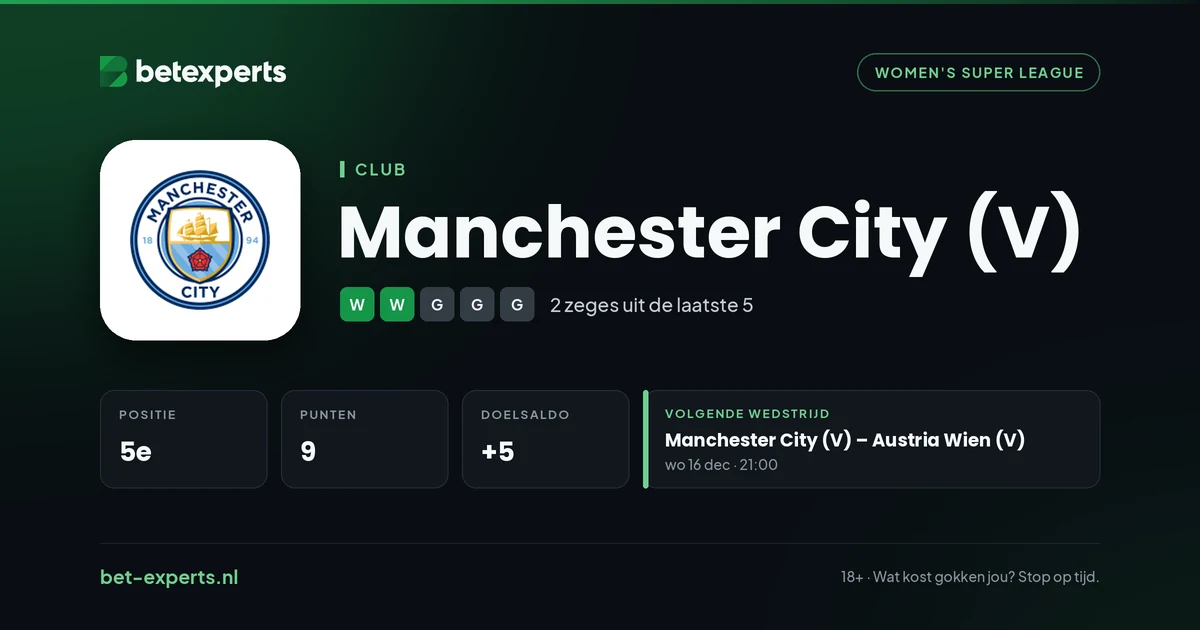 betexperts
WOMEN'S SUPER LEAGUE
MANCHESTER
18 94
CITY
CLUB
Manchester City (V)
W W G G G 2 zeges uit de laatste 5
POSITIE
5e
PUNTEN
9
DOELSALDO
+5
VOLGENDE WEDSTRIJD
Manchester City (V) – Austria Wien (V)
wo 16 dec · 21:00
bet-experts.nl
18+ · Wat kost gokken jou? Stop op tijd.